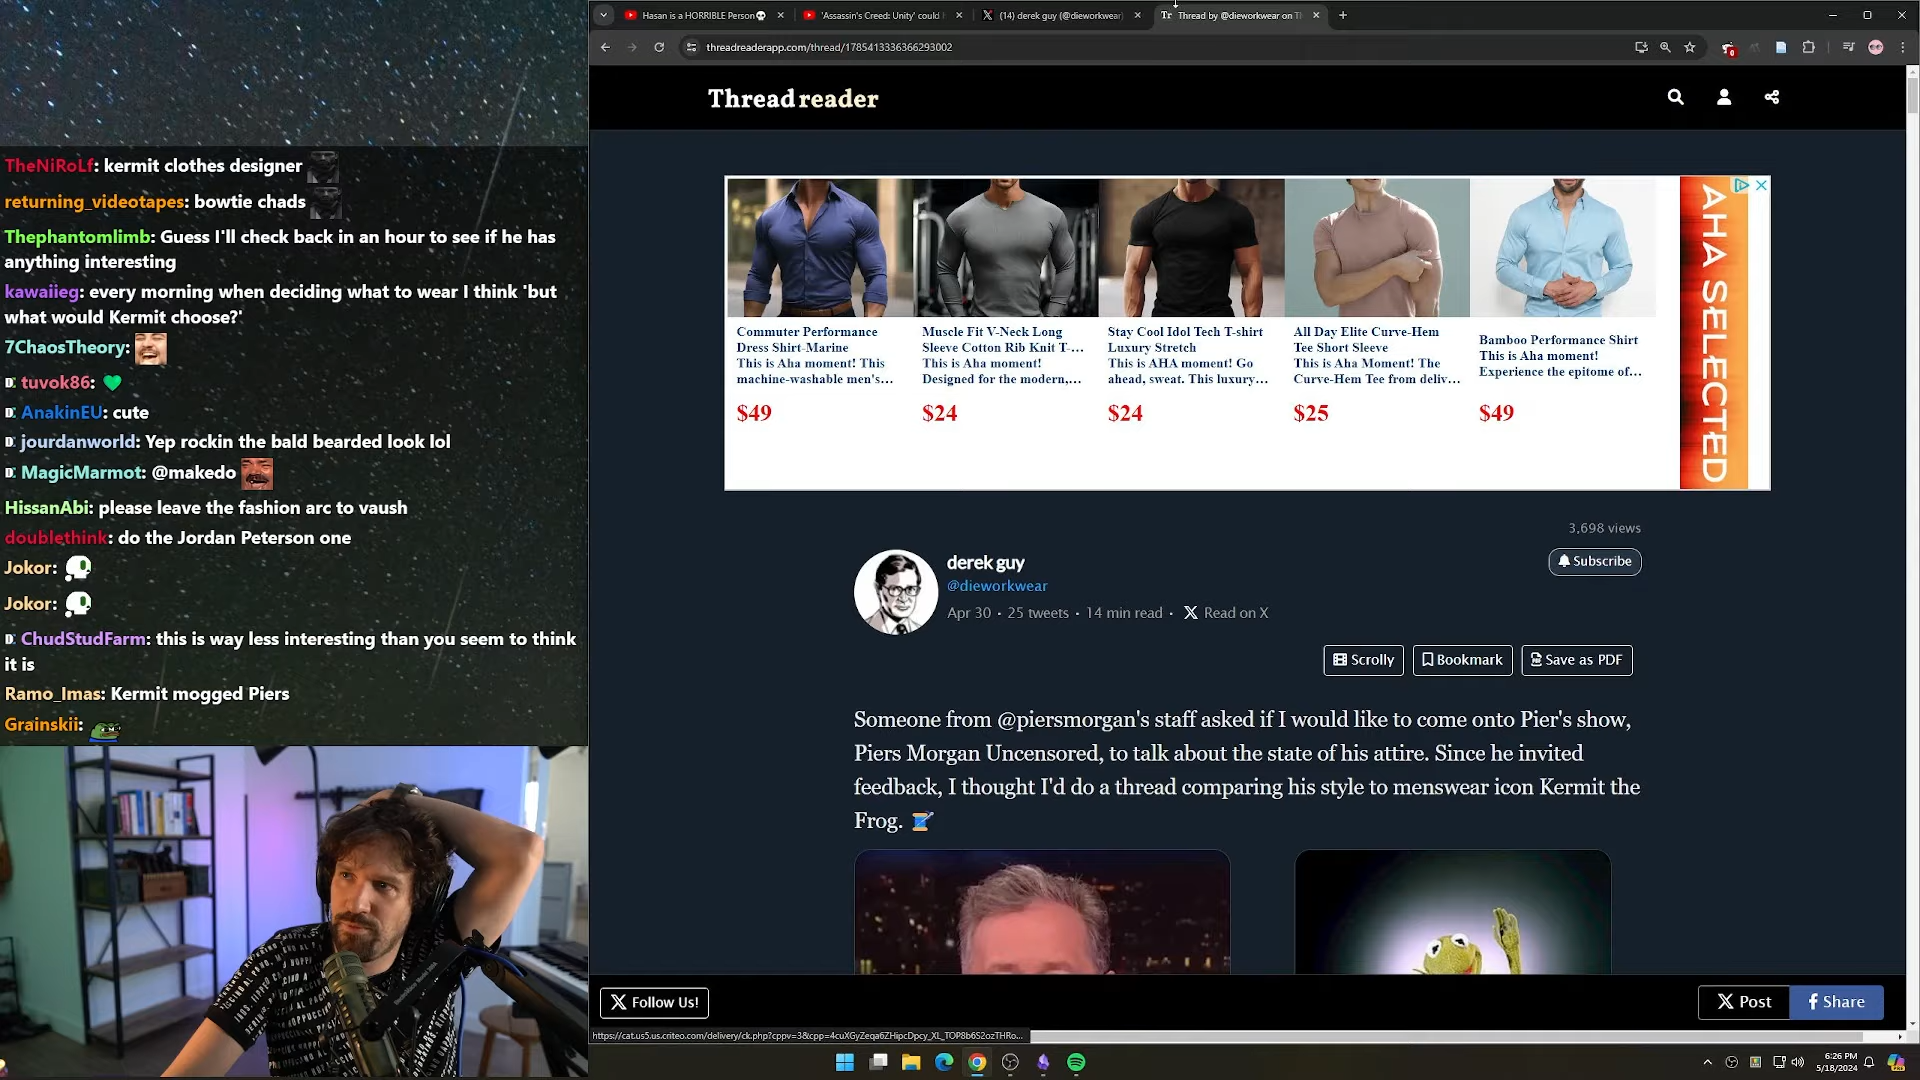 Hasan is a HORRIBLE Person
'Assassin's Creed: Unity' could
(14) derek guy (@dieworkwear)
Tr Thread by @dieworkwear on T
threadreaderapp.com/thread/1785413336366293002
Thread reader
TheNiRoLf: kermit clothes designer
returning_videotapes: bowtie chads
Thephantomlimb: Guess I'll check back in an hour to see if he has
anything interesting
kawaiieg: every morning when deciding what to wear I think 'but
what would Kermit choose?'
7ChaosTheory:
D: tuvok86:
D: AnakinEU: cute
D: jourdanworld: Yep rockin the bald bearded look lol
D: MagicMarmot: @makedo
HissanAbi: please leave the fashion arc to vaush
doublethink: do the Jordan Peterson one
Jokor:
Jokor:
D: ChudStudFarm: this is way less interesting than you seem to think
it is
Ramo_Imas: Kermit mogged Piers
Grainskii:
Commuter Performance
Dress Shirt-Marine
This is Aha moment! This
machine-washable men's...
$49
Muscle Fit V-Neck Long
Sleeve Cotton Rib Knit T-...
This is Aha moment!
Designed for the modern,...
$24
Stay Cool Idol Tech T-shirt
Luxury Stretch
This is AHA moment! Go
ahead, sweat. This luxury...
$24
All Day Elite Curve-Hem
Tee Short Sleeve
This is Aha Moment! The
Curve-Hem Tee from deliv...
$25
Bamboo Performance Shirt
This is Aha moment!
Experience the epitome of...
$49
AHA SELECTED
3,698 views
derek guy
@dieworkwear
Subscribe
Apr 30 • 25 tweets • 14 min read • X Read on X
Scrolly
Bookmark
Save as PDF
Someone from @piersmorgan's staff asked if I would like to come onto Pier's show,
Piers Morgan Uncensored, to talk about the state of his attire. Since he invited
feedback, I thought I'd do a thread comparing his style to menswear icon Kermit the
Frog.
X Follow Us!
X Post
f Share
6:26 PM
5/18/2024